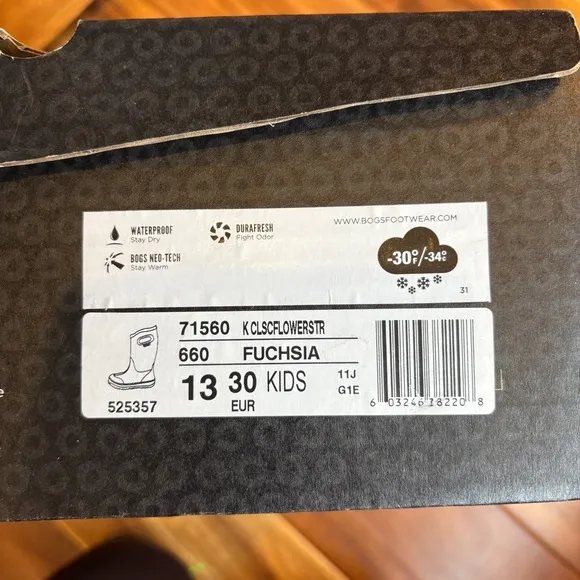 WATERPROOF
Stay Dry
BOGS NEO-TECH
Stay Warm
DURAFRESH
Fight Odor
WWW.BOGSFOOTWEAR.COM
-30°F/-34°C
31
71560 K CLSCFLOWERSTR
660 FUCHSIA
13 30 KIDS
EUR
11J
G1E
525357
6 03246 18220 8
e